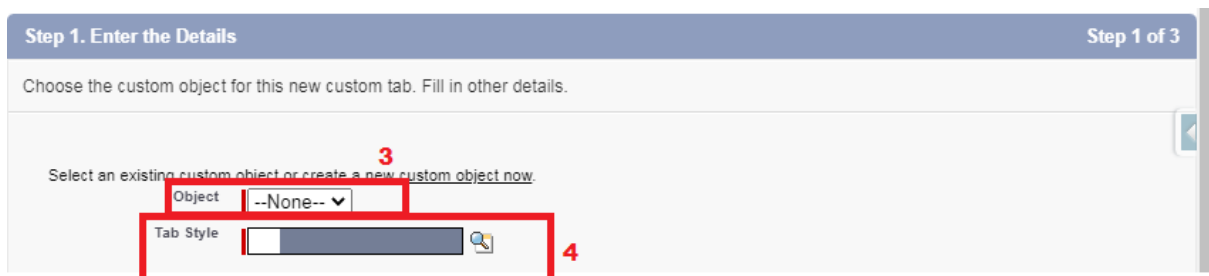 Step 1. Enter the Details Step 1 of 3
Choose the custom object for this new custom tab. Fill in other details.
3
Select an existing custom object or create a new custom object now.
Object --None--
Tab Style
4